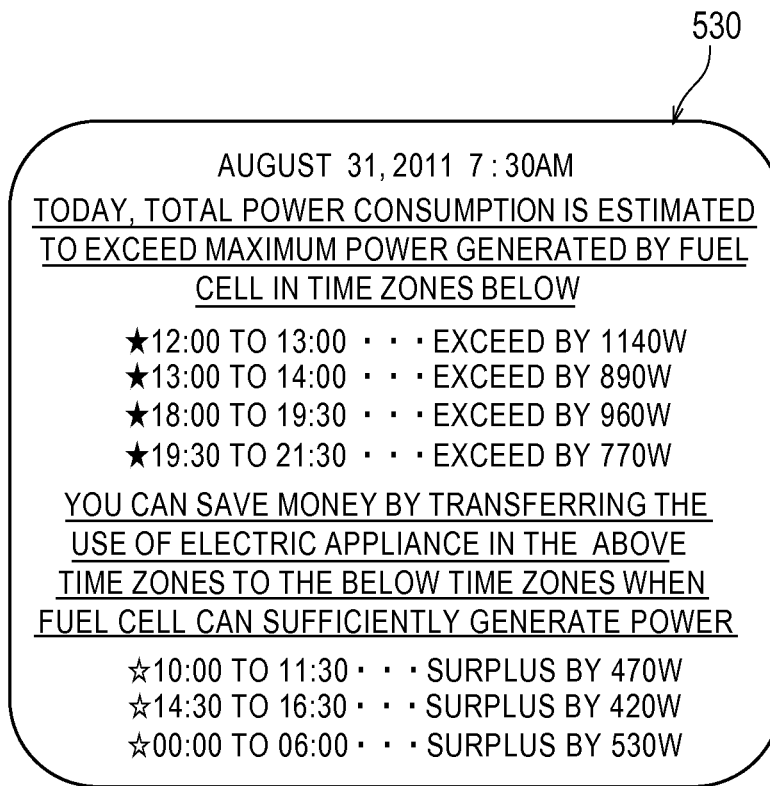 530
AUGUST 31, 2011 7 : 30AM
TODAY, TOTAL POWER CONSUMPTION IS ESTIMATED
TO EXCEED MAXIMUM POWER GENERATED BY FUEL
CELL IN TIME ZONES BELOW
★12:00 TO 13:00 · · · EXCEED BY 1140W
★13:00 TO 14:00 · · · EXCEED BY 890W
★18:00 TO 19:30 · · · EXCEED BY 960W
★19:30 TO 21:30 · · · EXCEED BY 770W
YOU CAN SAVE MONEY BY TRANSFERRING THE
USE OF ELECTRIC APPLIANCE IN THE ABOVE
TIME ZONES TO THE BELOW TIME ZONES WHEN
FUEL CELL CAN SUFFICIENTLY GENERATE POWER
☆10:00 TO 11:30 · · · SURPLUS BY 470W
☆14:30 TO 16:30 · · · SURPLUS BY 420W
☆00:00 TO 06:00 · · · SURPLUS BY 530W